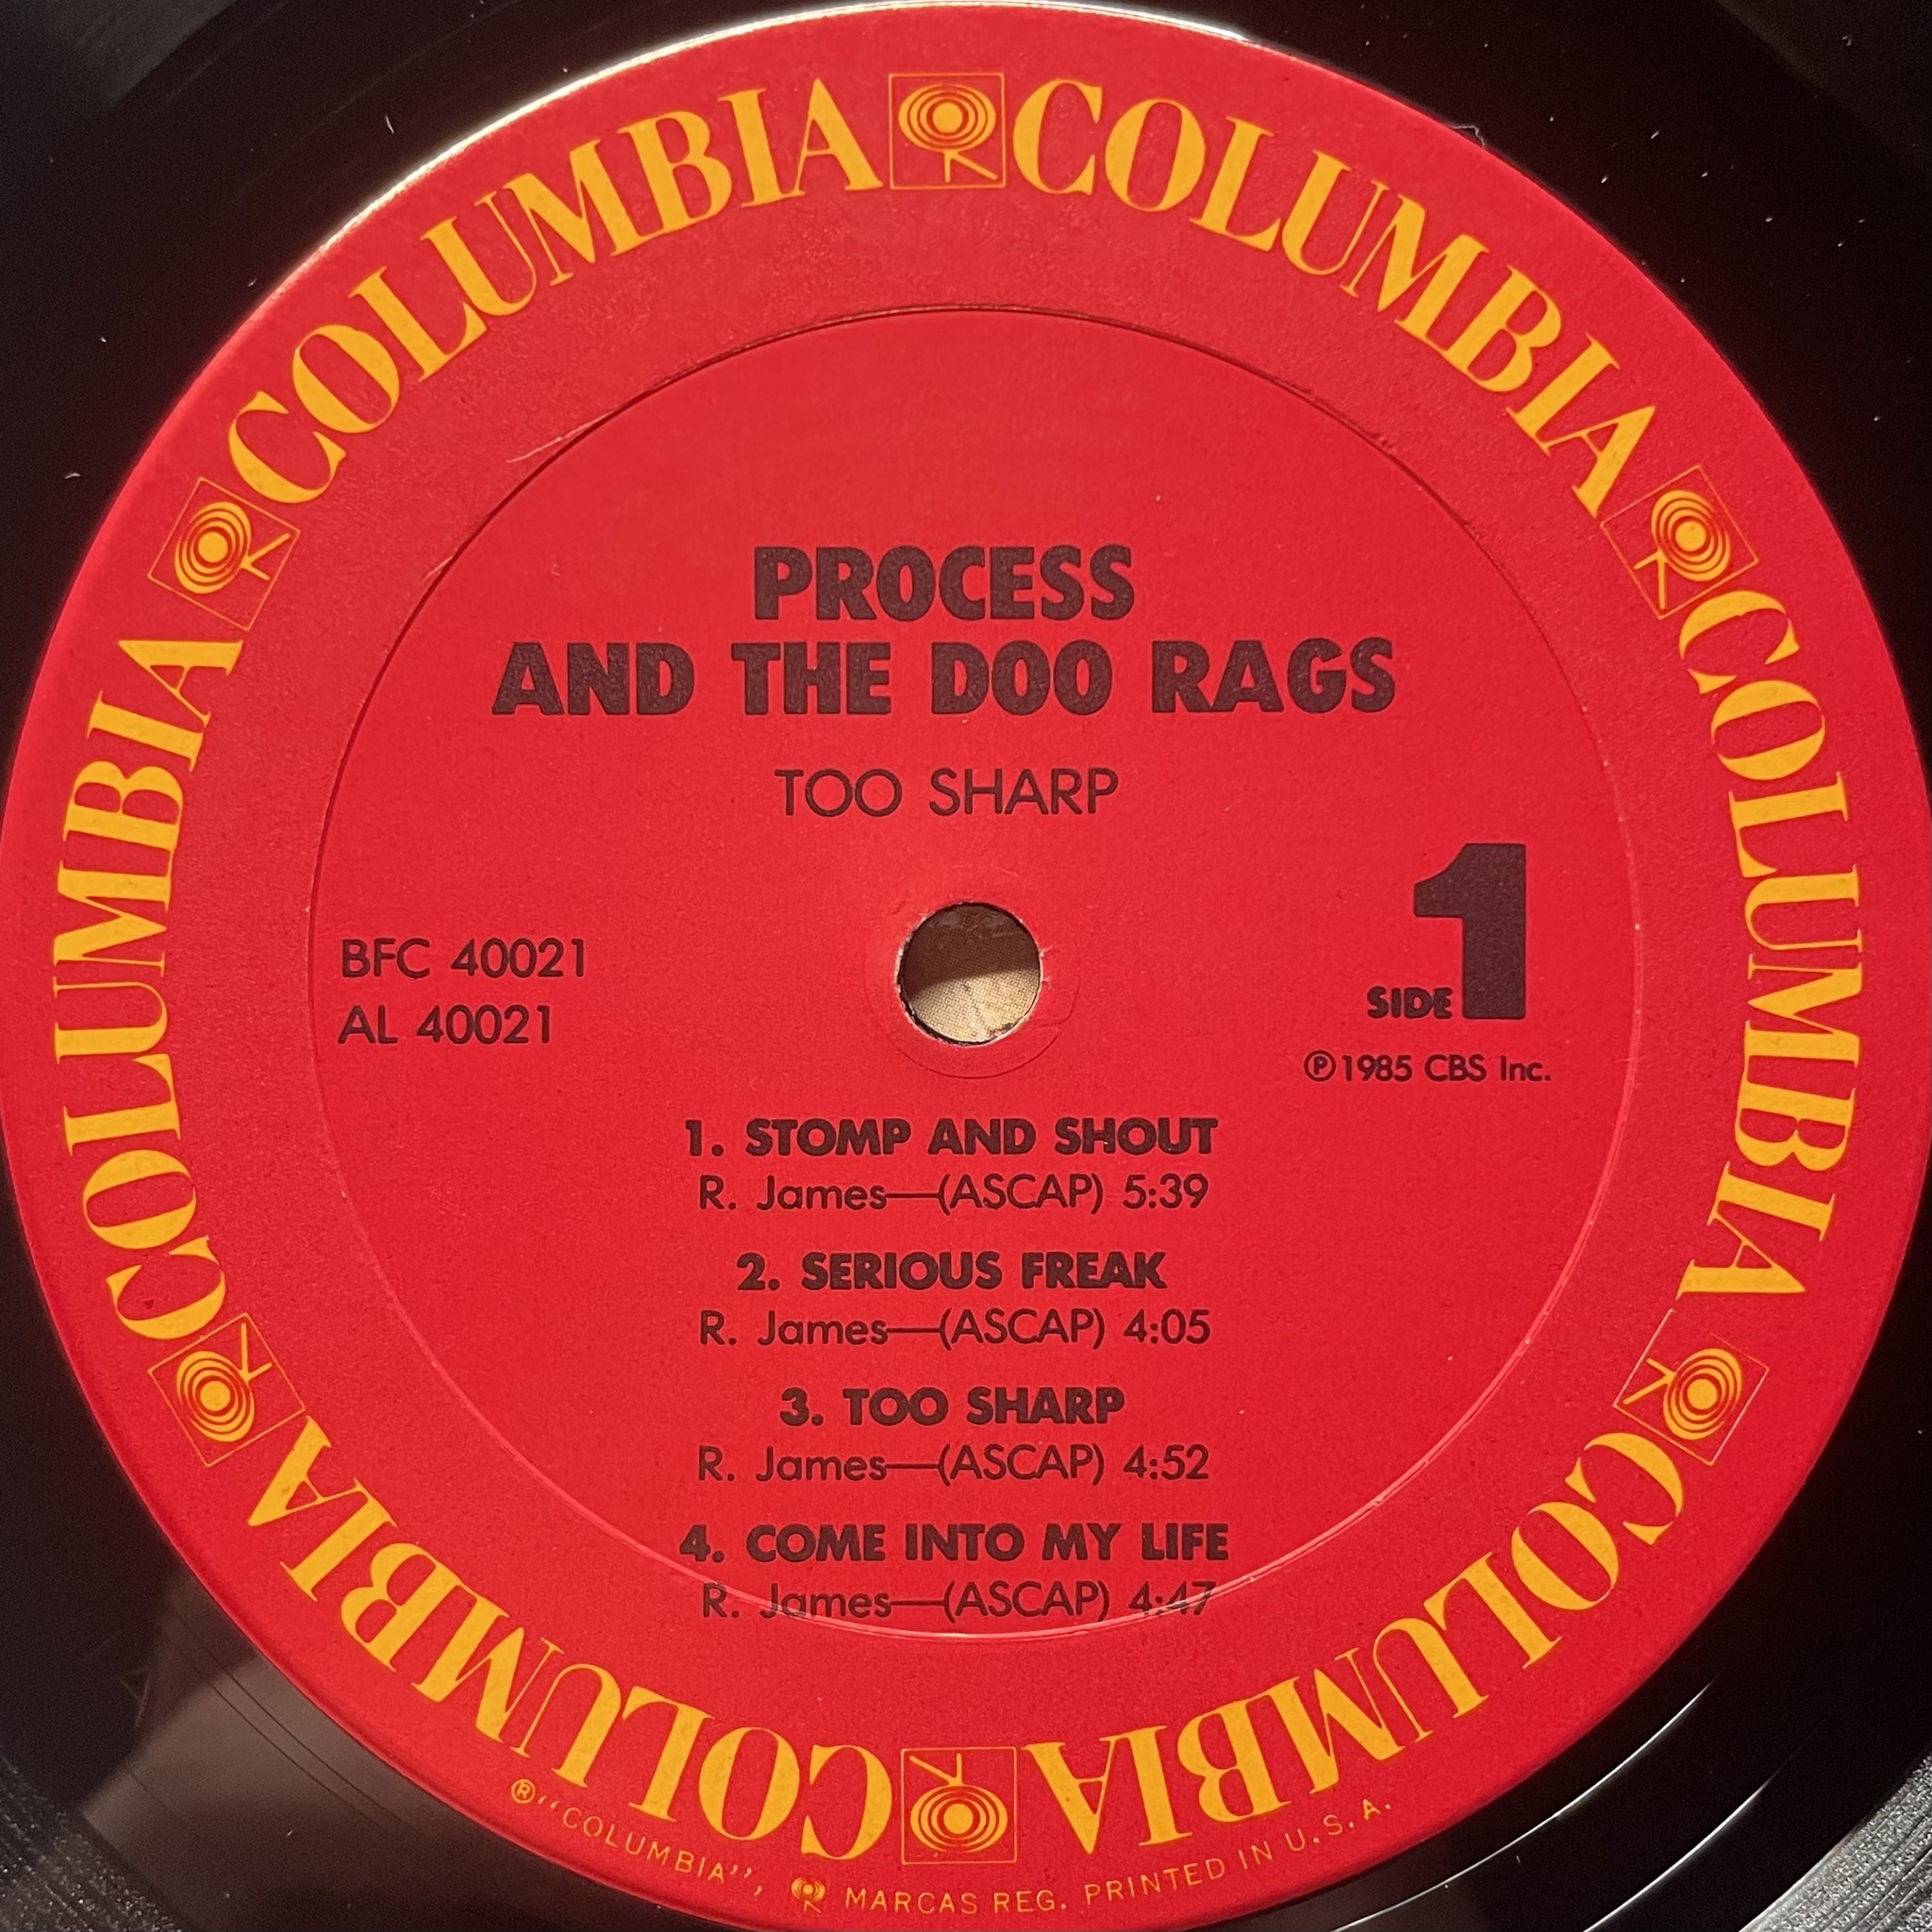 COLUMBIA COLUMBIA COLUMBIA COLUMBIA COLUMBIA COLUMBIA
PROCESS
AND THE DOO RAGS
TOO SHARP
BFC 40021
AL 40021
SIDE 1
℗1985 CBS Inc.
1. STOMP AND SHOUT
R. James—(ASCAP) 5:39
2. SERIOUS FREAK
R. James—(ASCAP) 4:05
3. TOO SHARP
R. James—(ASCAP) 4:52
4. COME INTO MY LIFE
R. James—(ASCAP) 4:47
®"COLUMBIA", MARCAS REG. PRINTED IN U.S.A.